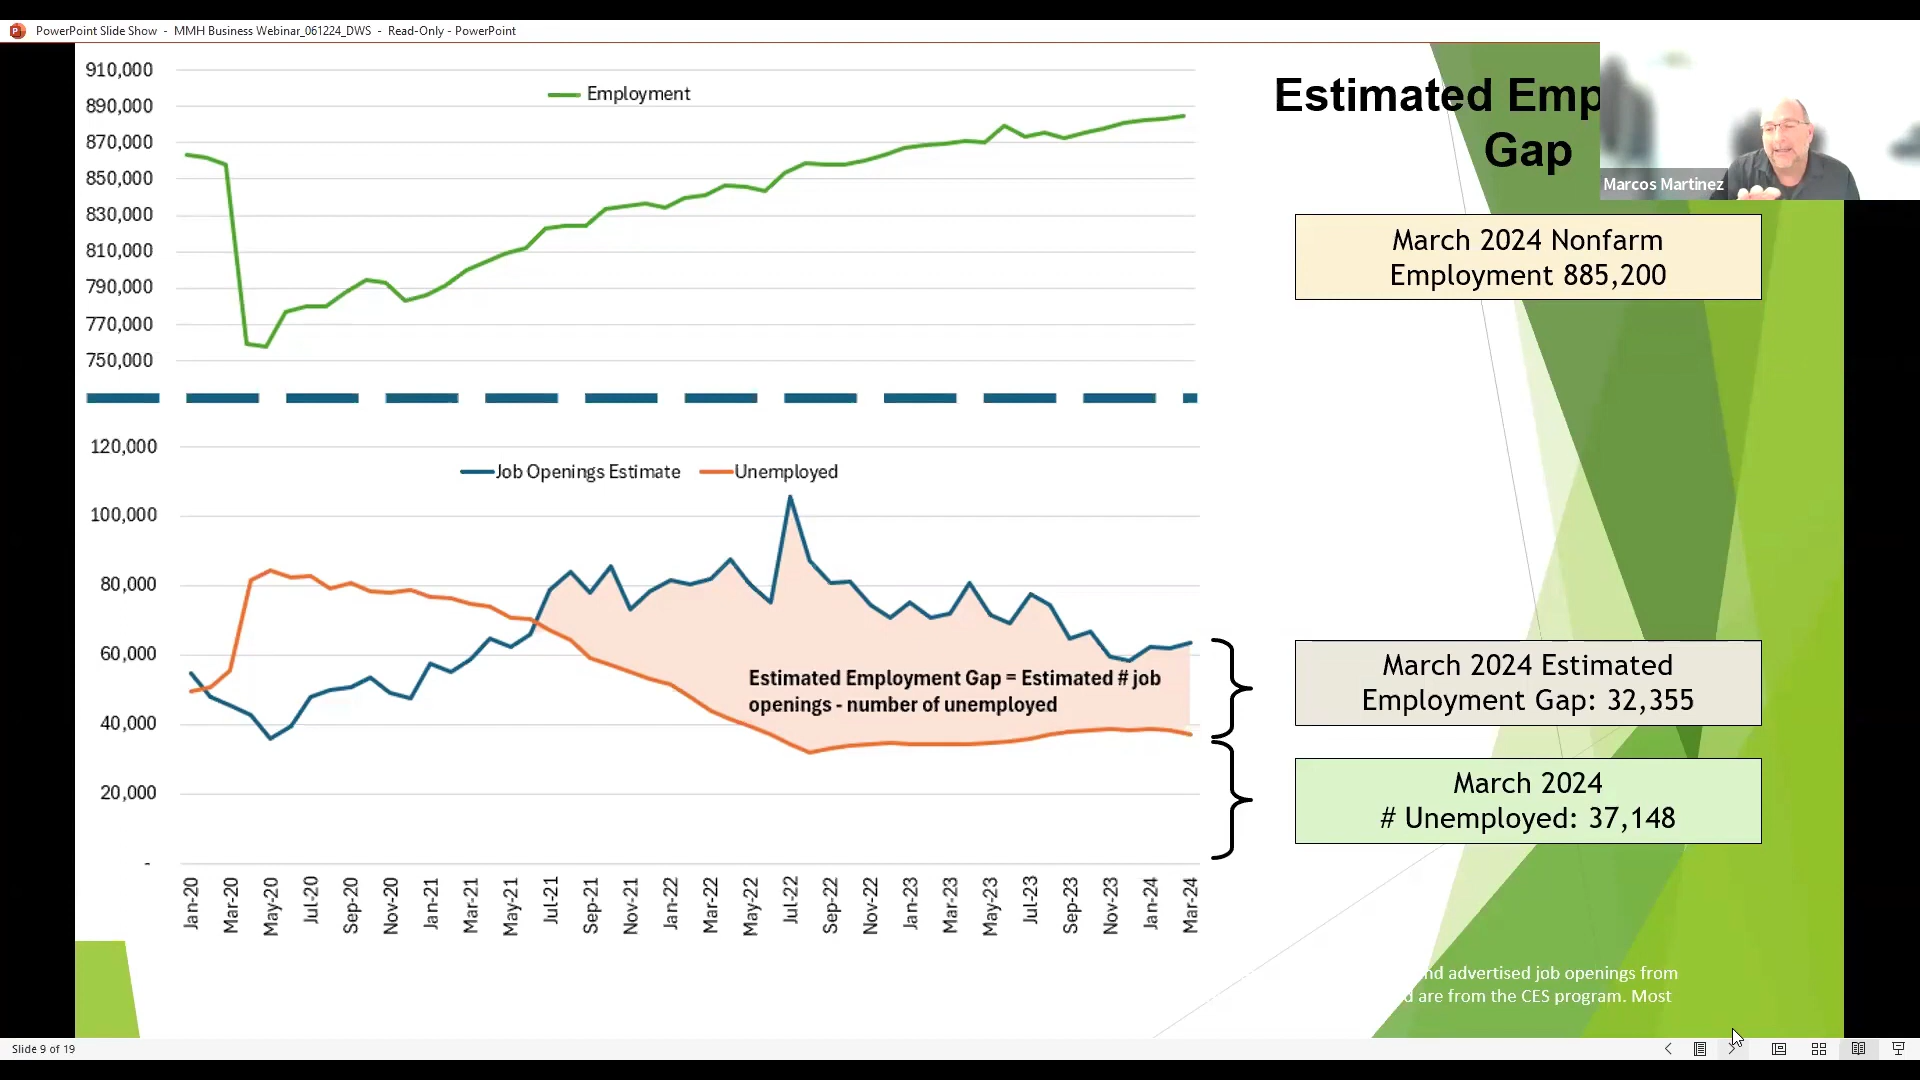 PowerPoint Slide Show - MMH Business Webinar_061224_DWS - Read-Only - PowerPoint
910,000
890,000
870,000
850,000
830,000
810,000
790,000
770,000
750,000
Employment
120,000
100,000
80,000
60,000
40,000
20,000
-
Job Openings Estimate
Unemployed
Estimated Employment Gap = Estimated # job
openings - number of unemployed
Jan-20
Mar-20
May-20
Jul-20
Sep-20
Nov-20
Jan-21
Mar-21
May-21
Jul-21
Sep-21
Nov-21
Jan-22
Mar-22
May-22
Jul-22
Sep-22
Nov-22
Jan-23
Mar-23
May-23
Jul-23
Sep-23
Nov-23
Jan-24
Mar-24
Estimated Emp
Gap
Marcos Martinez
March 2024 Nonfarm
Employment 885,200
March 2024 Estimated
Employment Gap: 32,355
March 2024
# Unemployed: 37,148
advertised job openings from
are from the CES program. Most
Slide 9 of 19